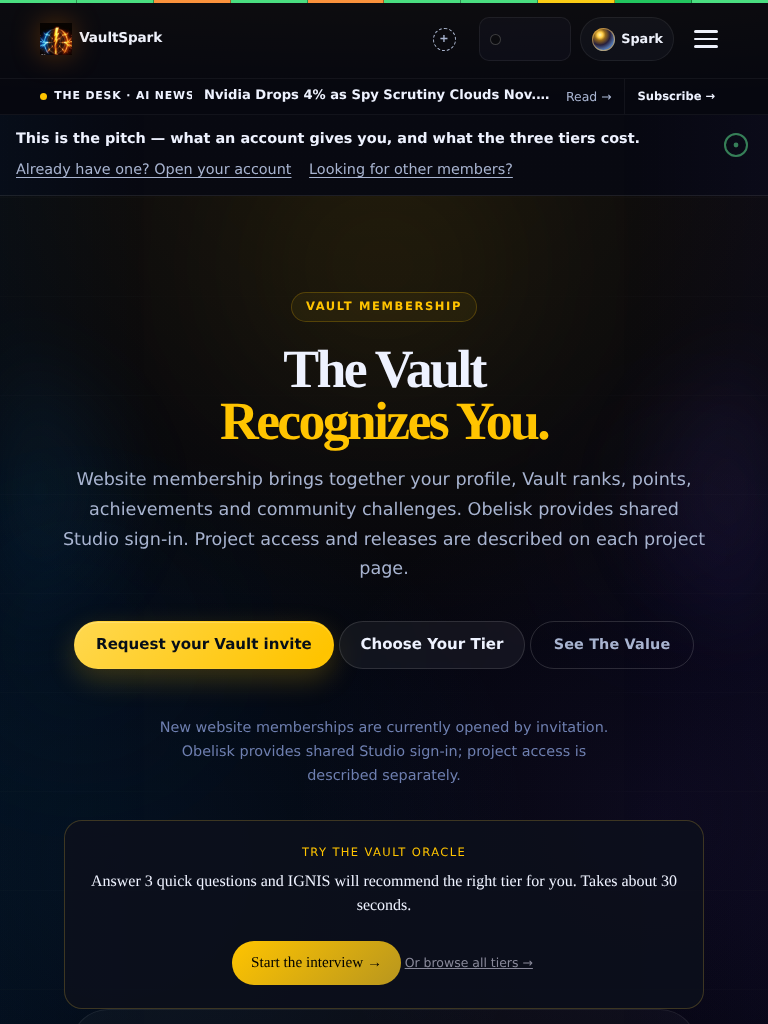 VaultSpark
Spark
THE DESK · AI NEWS
Nvidia Drops 4% as Spy Scrutiny Clouds Nov.…
Read →
Subscribe →
This is the pitch — what an account gives you, and what the three tiers cost.
Already have one? Open your account
Looking for other members?
VAULT MEMBERSHIP
The Vault
Recognizes You.
Website membership brings together your profile, Vault ranks, points,
achievements and community challenges. Obelisk provides shared
Studio sign-in. Project access and releases are described on each project
page.
Request your Vault invite
Choose Your Tier
See The Value
New website memberships are currently opened by invitation.
Obelisk provides shared Studio sign-in; project access is
described separately.
TRY THE VAULT ORACLE
Answer 3 quick questions and IGNIS will recommend the right tier for you. Takes about 30
seconds.
Start the interview →
Or browse all tiers →